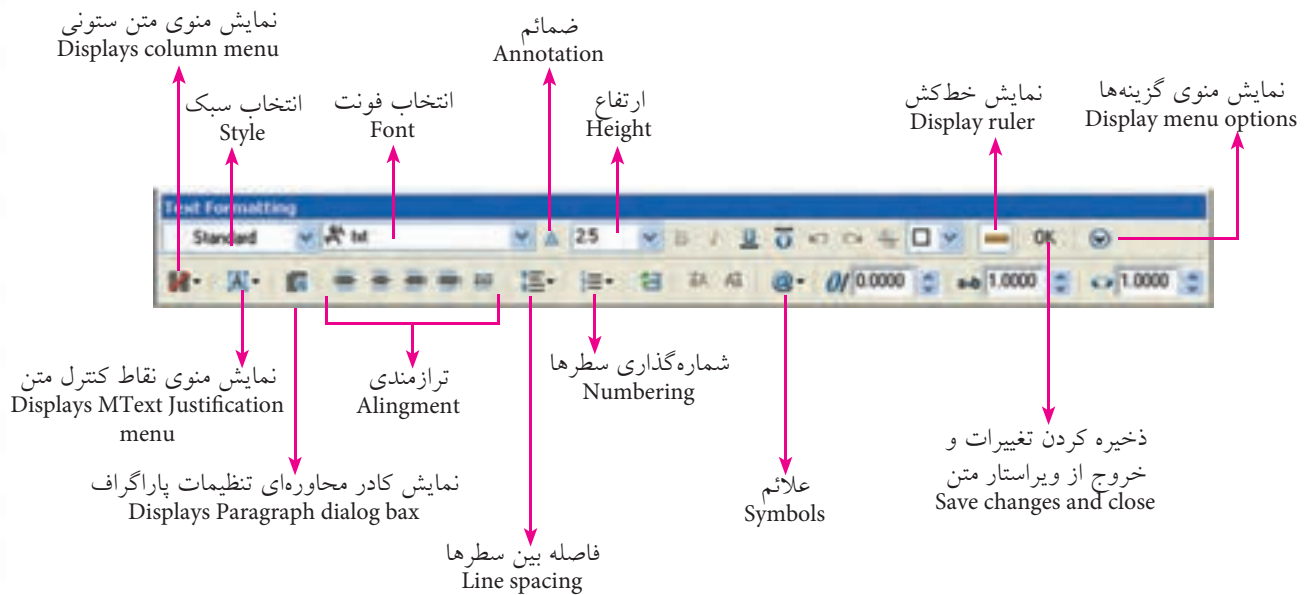 نمایش منوی متن ستونی
Displays column menu
ضمائم
Annotation
انتخاب سبک
Style
انتخاب فونت
Font
ارتفاع
Height
نمایش خط‌کش
Display ruler
نمایش منوی گزینه‌ها
Display menu options
Text Formatting
Standard
txt
2.5
B I U O
OK
@
0/ 0.0000
a-b 1.0000
1.0000
نمایش منوی نقاط کنترل متن
Displays MText Justification
menu
ترازمندی
Alingment
شماره‌گذاری سطرها
Numbering
ذخیره کردن تغییرات و
خروج از ویراستار متن
Save changes and close
علائم
Symbols
نمایش کادر محاوره‌ای تنظیمات پاراگراف
Displays Paragraph dialog bax
فاصله بین سطرها
Line spacing